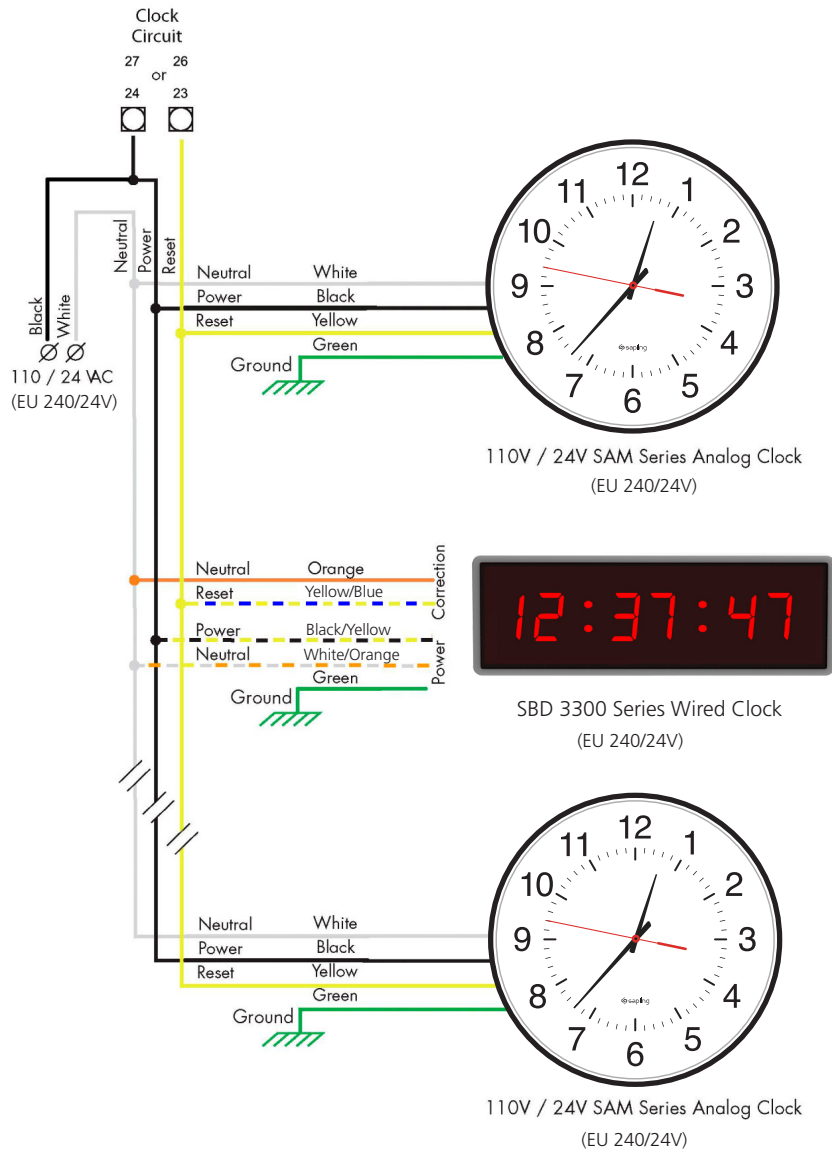 Clock
Circuit
27 26
or
24 23
Neutral
Power
Reset
Black
White
110 / 24 VAC
(EU 240/24V)
Neutral White
Power Black
Reset Yellow
Green
Ground
12
1
2
3
4
5
6
7
8
9
10
11
sapling
110V / 24V SAM Series Analog Clock
(EU 240/24V)
Neutral Orange
Reset Yellow/Blue
Correction
Power Black/Yellow
Neutral White/Orange
Power
Green
Ground
12:37:47
SBD 3300 Series Wired Clock
(EU 240/24V)
Neutral White
Power Black
Reset Yellow
Green
Ground
12
1
2
3
4
5
6
7
8
9
10
11
sapling
110V / 24V SAM Series Analog Clock
(EU 240/24V)